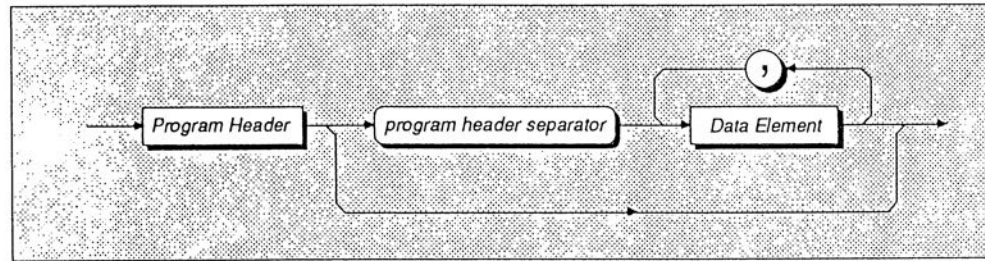 ,
Program Header
program header separator
Data Element